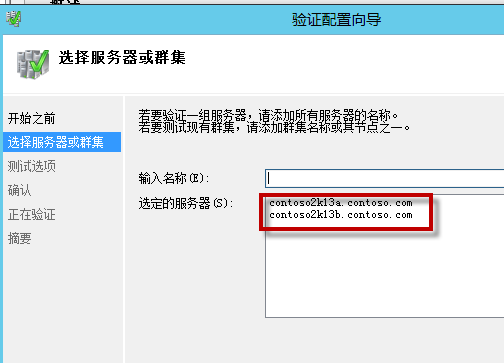 验证配置向导
选择服务器或群集
开始之前
选择服务器或群集
测试选项
确认
正在验证
摘要
若要验证一组服务器，请添加所有服务器的名称。
若要测试现有群集，请添加群集名称或其节点之一。
输入名称(E):
选定的服务器(S):
contoso2k13a.contoso.com
contoso2k13b.contoso.com